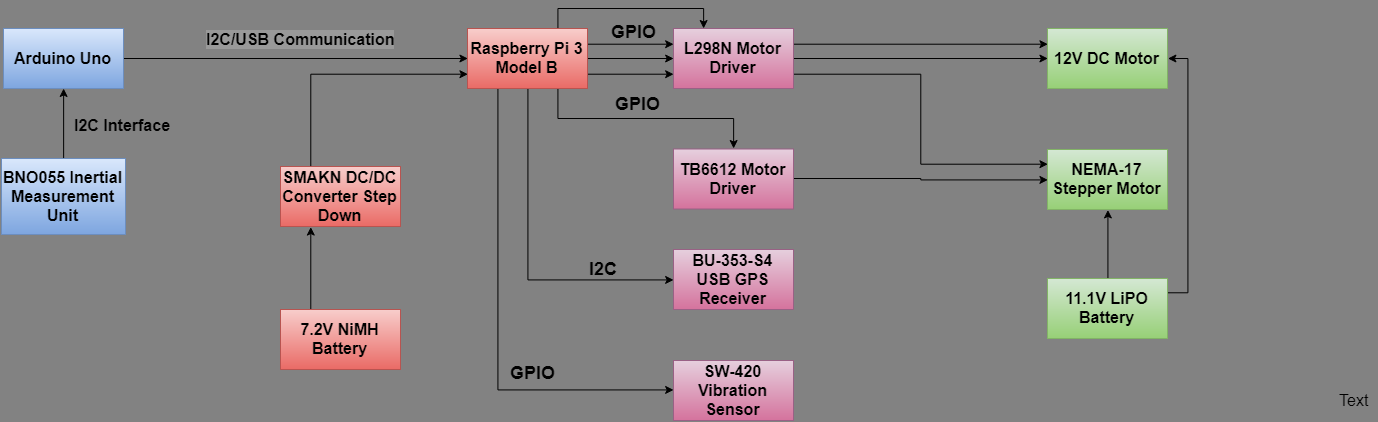 I2C/USB Communication
Arduino Uno
I2C Interface
BNO055 Inertial
Measurement
Unit
SMAKN DC/DC
Converter Step
Down
7.2V NiMH
Battery
Raspberry Pi 3
Model B
GPIO
GPIO
I2C
GPIO
L298N Motor
Driver
TB6612 Motor
Driver
BU-353-S4
USB GPS
Receiver
SW-420
Vibration
Sensor
12V DC Motor
NEMA-17
Stepper Motor
11.1V LiPO
Battery
Text